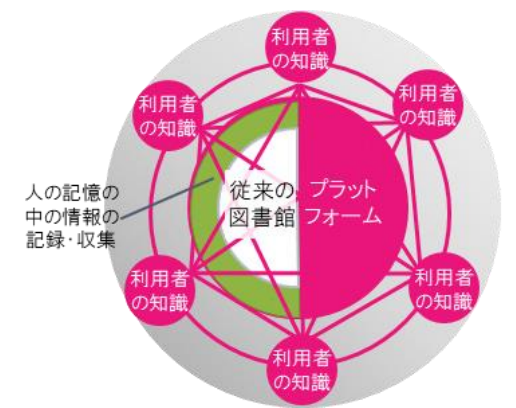 利用者
の知識
利用者
の知識
利用者
の知識
人の記憶の
中の情報の
記録・収集
従来の
図書館
プラット
フォーム
利用者
の知識
利用者
の知識
利用者
の知識